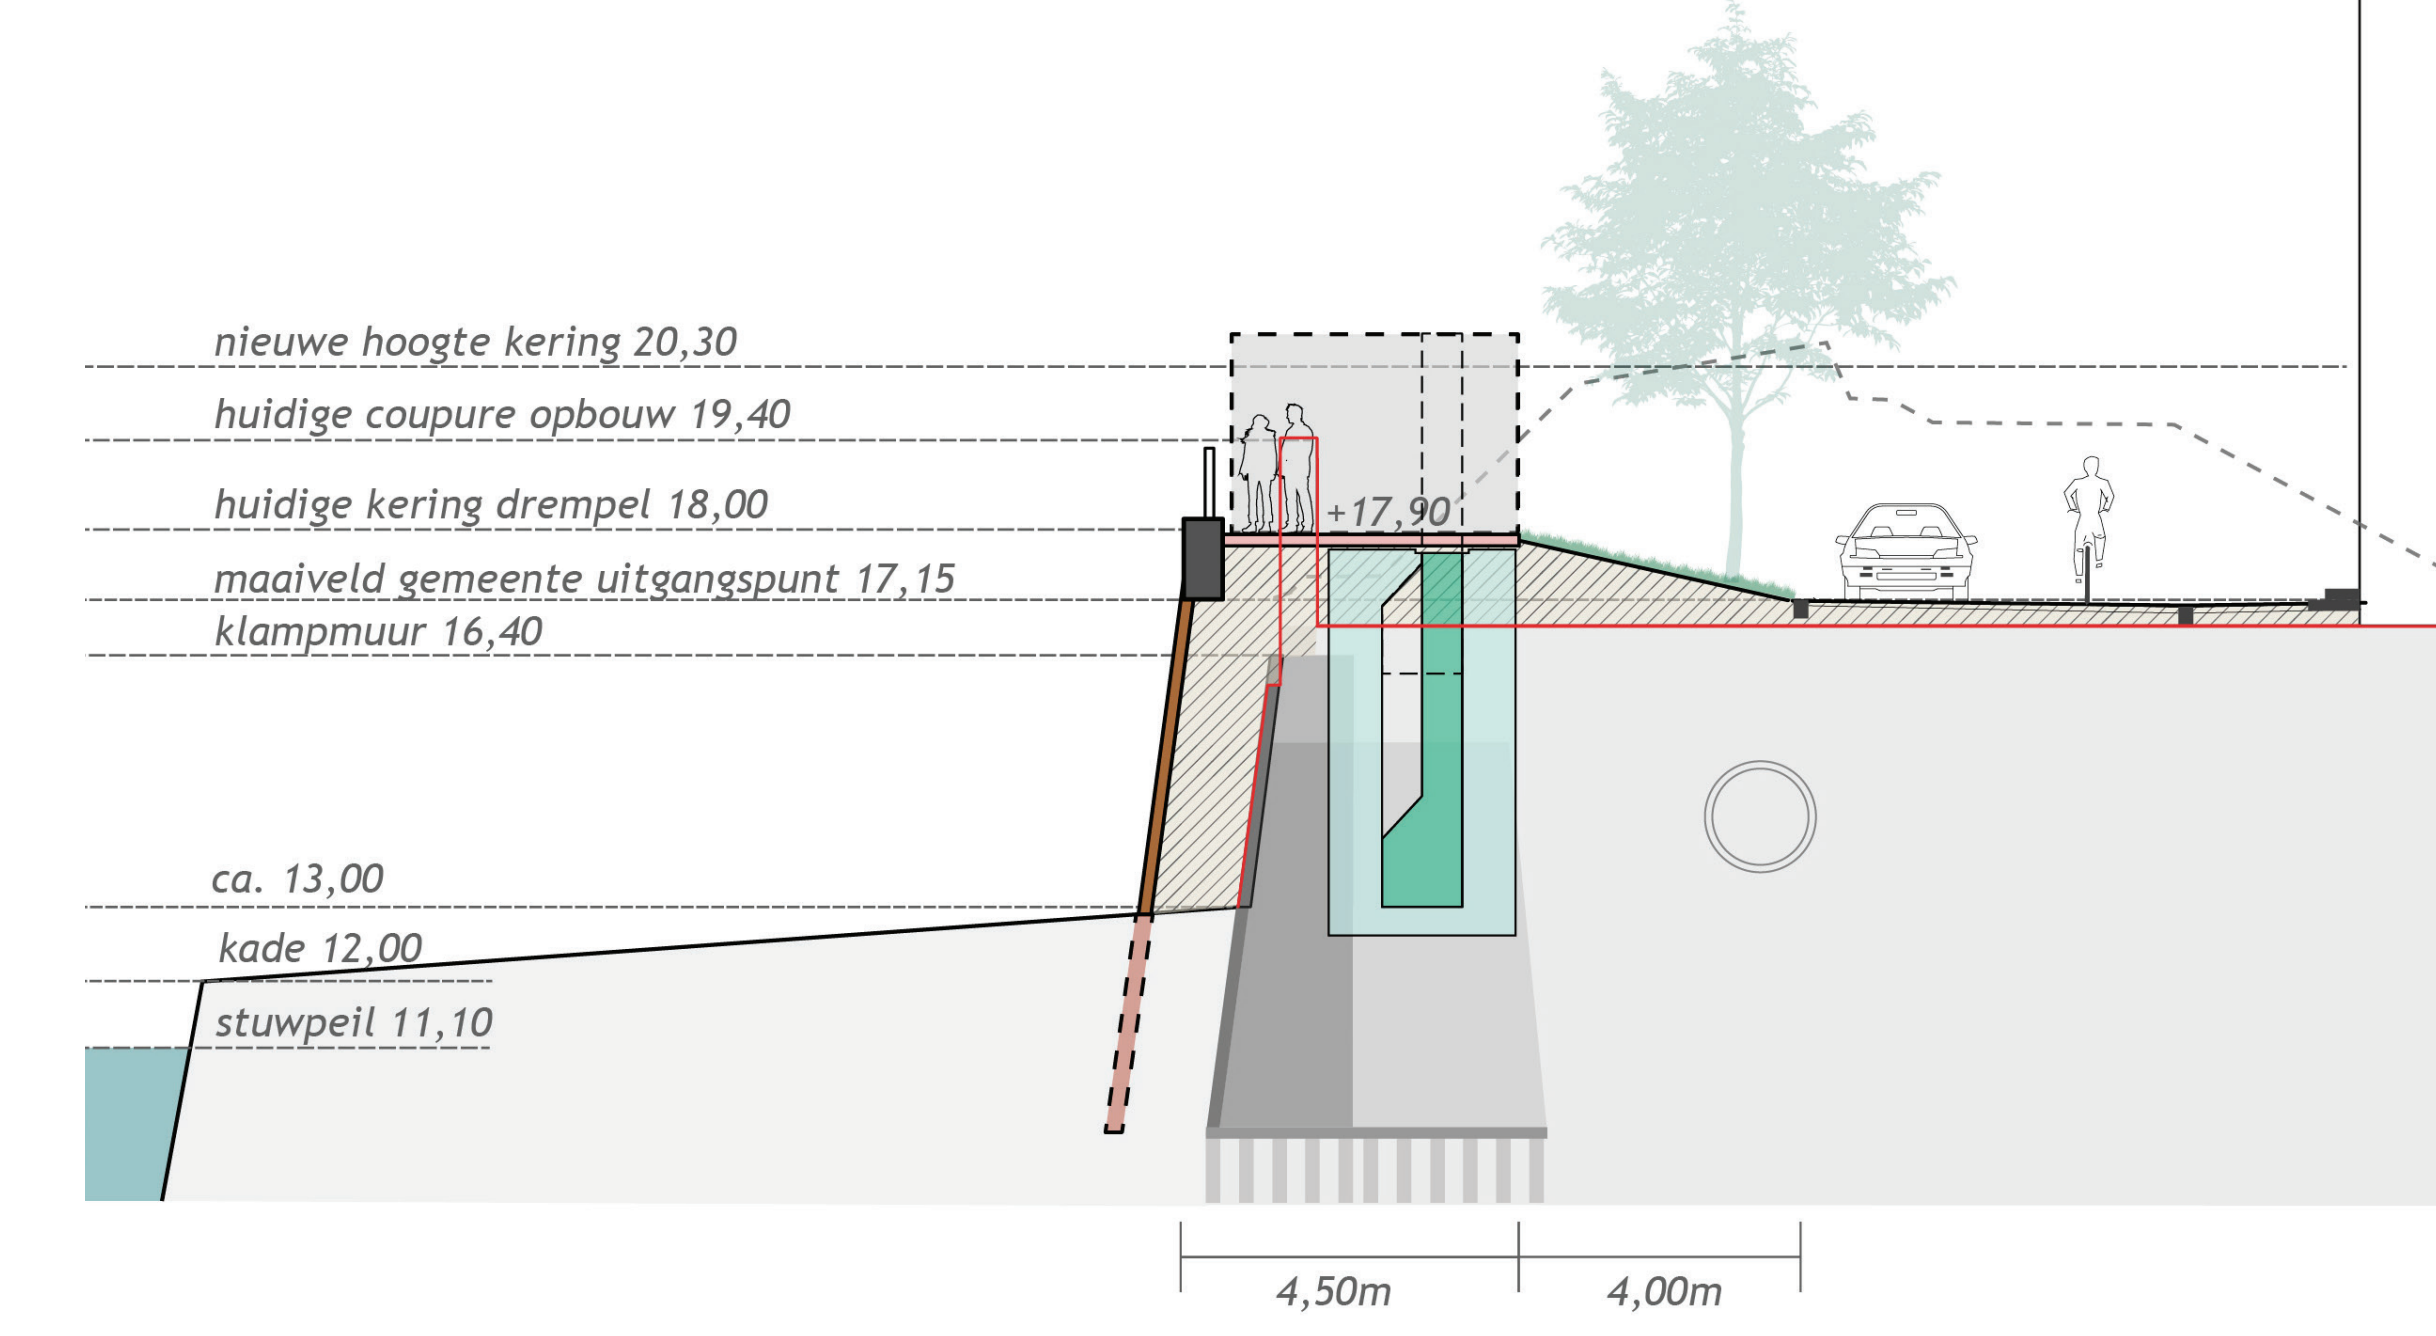 nieuwe hoogte kering 20,30
huidige coupure opbouw 19,40
huidige kering drempel 18,00
+17,90
maaiveld gemeente uitgangspunt 17,15
klampmuur 16,40
ca. 13,00
kade 12,00
stuwpeil 11,10
4,50m
4,00m